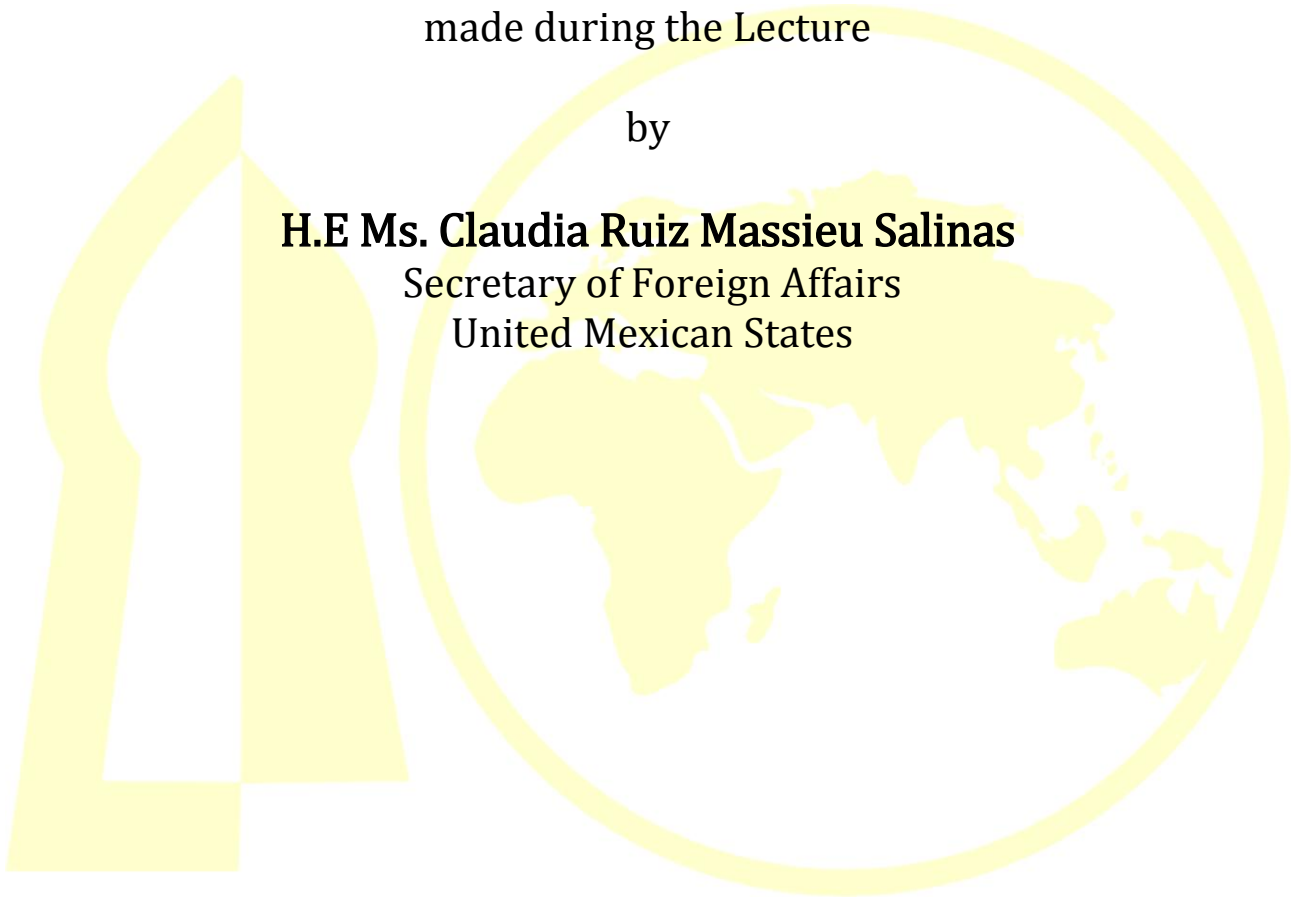 made during the Lecture
by
H.E Ms. Claudia Ruiz Massieu Salinas
Secretary of Foreign Affairs
United Mexican States